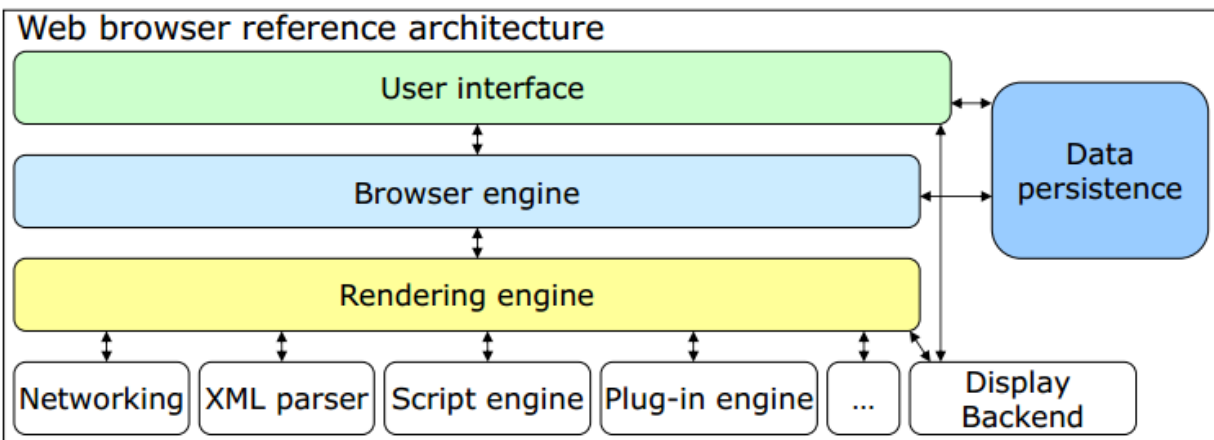 Web browser reference architecture
User interface
Data
persistence
Browser engine
Rendering engine
Networking
XML parser
Script engine
Plug-in engine
...
Display
Backend